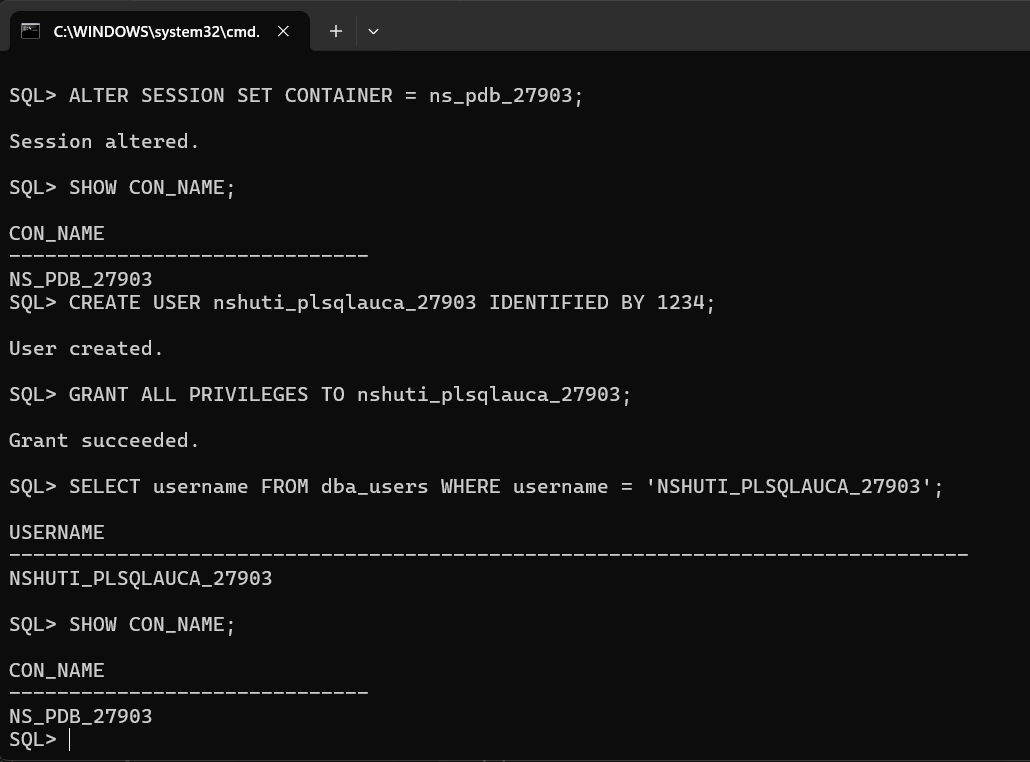 C:\WINDOWS\system32\cmd.
SQL> ALTER SESSION SET CONTAINER = ns_pdb_27903;
Session altered.
SQL> SHOW CON_NAME;
CON_NAME
------------------------------
NS_PDB_27903
SQL> CREATE USER nshuti_plsqlauca_27903 IDENTIFIED BY 1234;
User created.
SQL> GRANT ALL PRIVILEGES TO nshuti_plsqlauca_27903;
Grant succeeded.
SQL> SELECT username FROM dba_users WHERE username = 'NSHUTI_PLSQLAUCA_27903';
USERNAME
--------------------------------------------------------------------------------
NSHUTI_PLSQLAUCA_27903
SQL> SHOW CON_NAME;
CON_NAME
------------------------------
NS_PDB_27903
SQL>